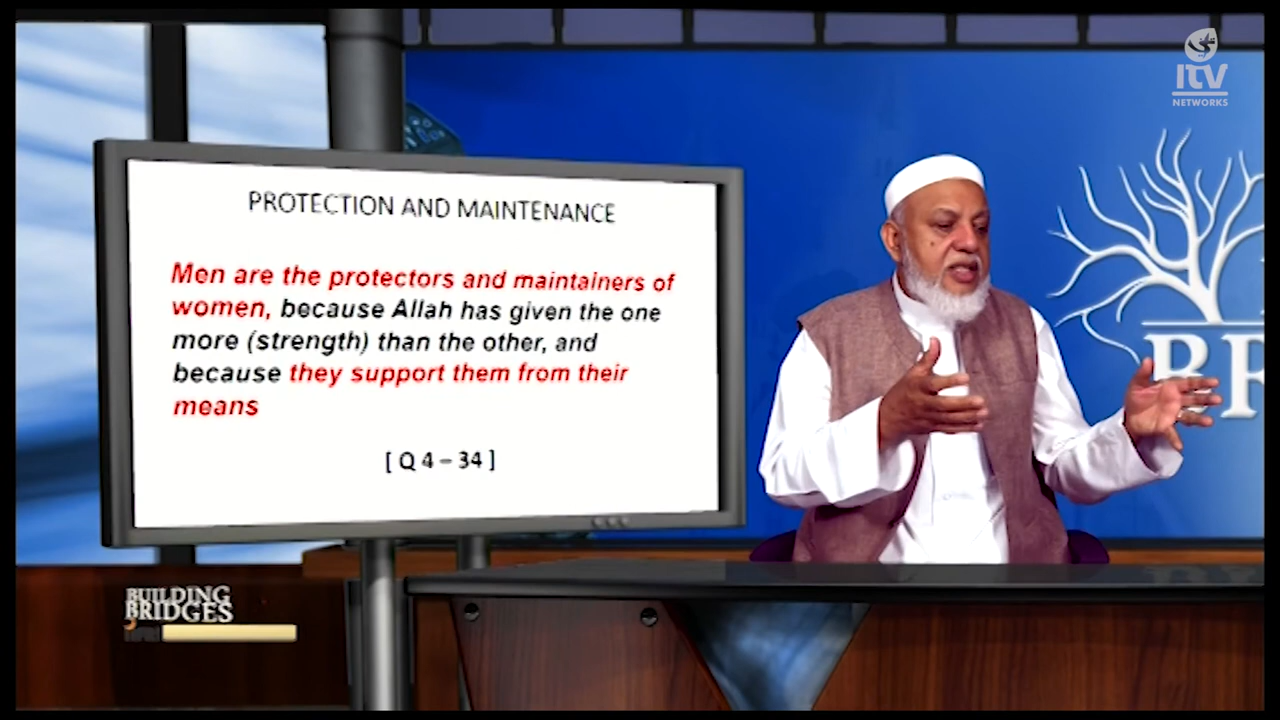 ITV
NETWORKS
PROTECTION AND MAINTENANCE
Men are the protectors and maintainers of
women, because Allah has given the one
more (strength) than the other, and
because they support them from their
means
[ Q 4 – 34 ]
BR
BUILDING
BRIDGES